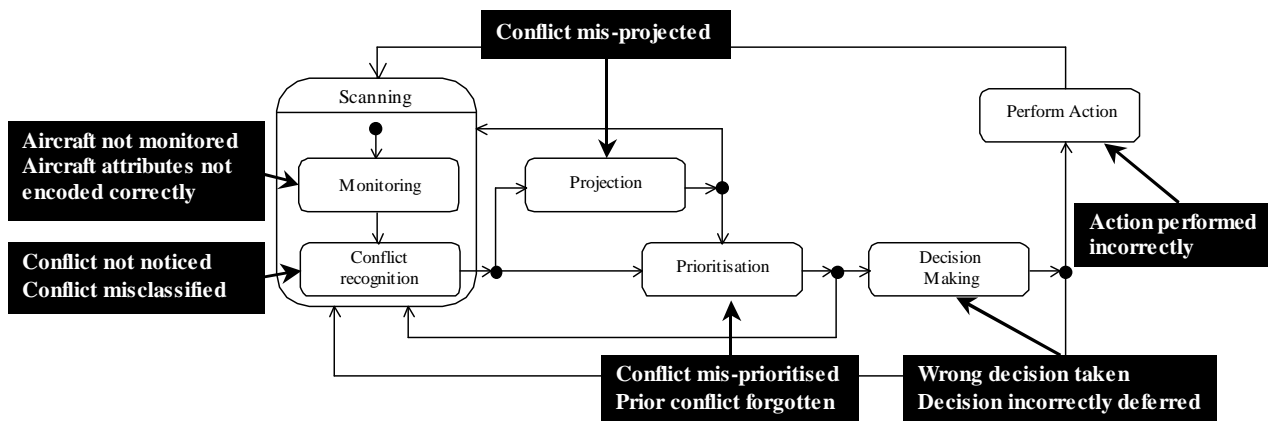 Conflict mis-projected
Scanning
Perform Action
Aircraft not monitored
Aircraft attributes not
encoded correctly
Monitoring
Projection
Action performed
incorrectly
Conflict not noticed
Conflict misclassified
Conflict
recognition
Prioritisation
Decision
Making
Conflict mis-prioritised
Prior conflict forgotten
Wrong decision taken
Decision incorrectly deferred